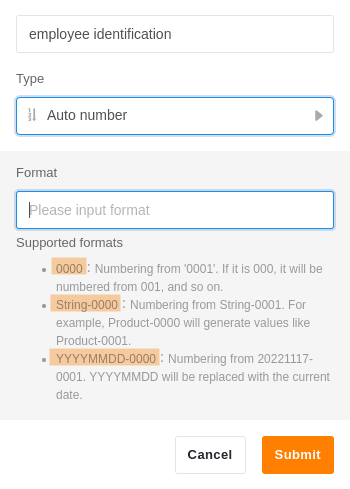 employee identification
Type
Auto number
Format
Please input format
Supported formats
0000 : Numbering from '0001'. If it is 000, it will be
numbered from 001, and so on.
String-0000 : Numbering from String-0001. For
example, Product-0000 will generate values like
Product-0001.
YYYYMMDD-0000 : Numbering from 20221117-
0001. YYYYMMDD will be replaced with the current
date.
Cancel Submit